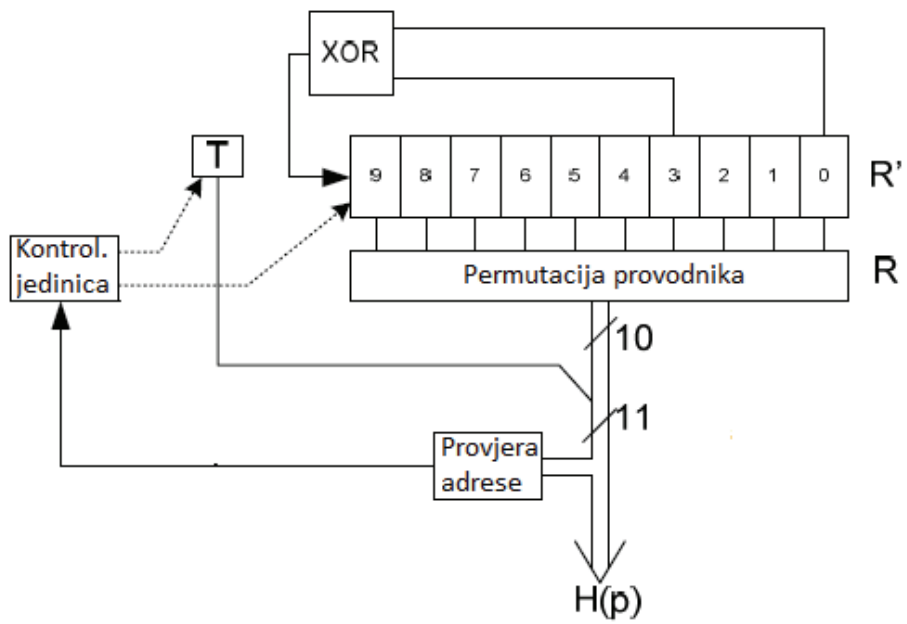 XOR
T
9 8 7 6 5 4 3 2 1 0
R'
Kontrol.
jedinica
Permutacija provodnika
R
10
11
Provjera
adrese
H(p)